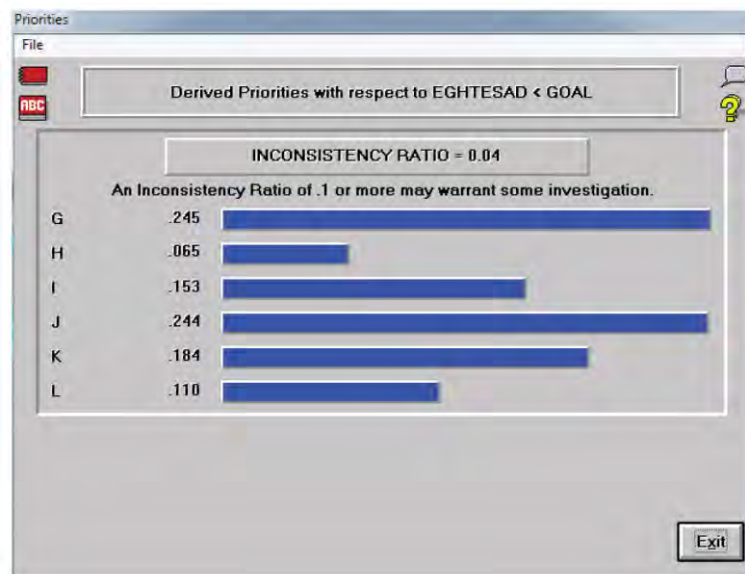 Priorities
File
ABC
Derived Priorities with respect to EGHTESAD < GOAL
?
INCONSISTENCY RATIO = 0.04
An Inconsistency Ratio of .1 or more may warrant some investigation.
G .245
H .065
I .153
J .244
K .184
L .110
Exit